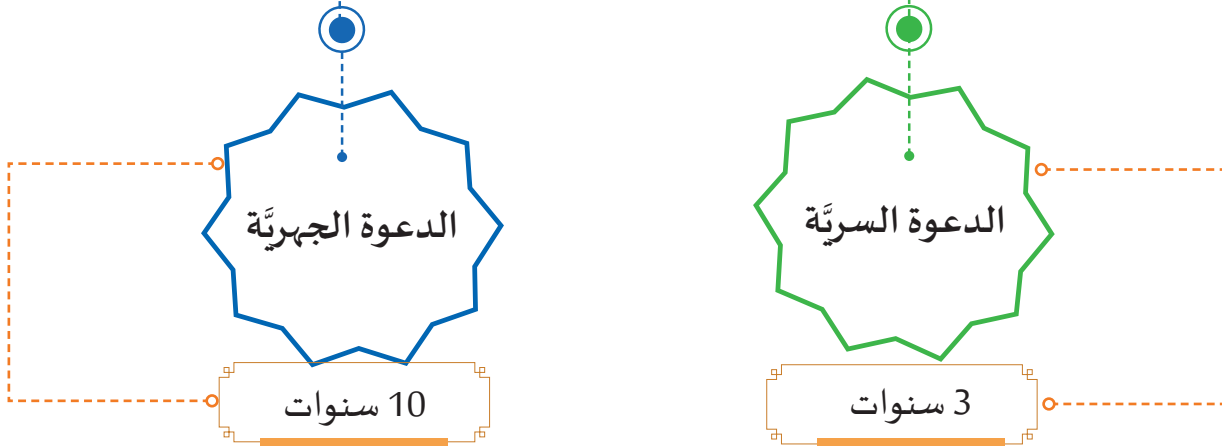 الدعوة السريَّة
3 سنوات
الدعوة الجهريَّة
10 سنوات